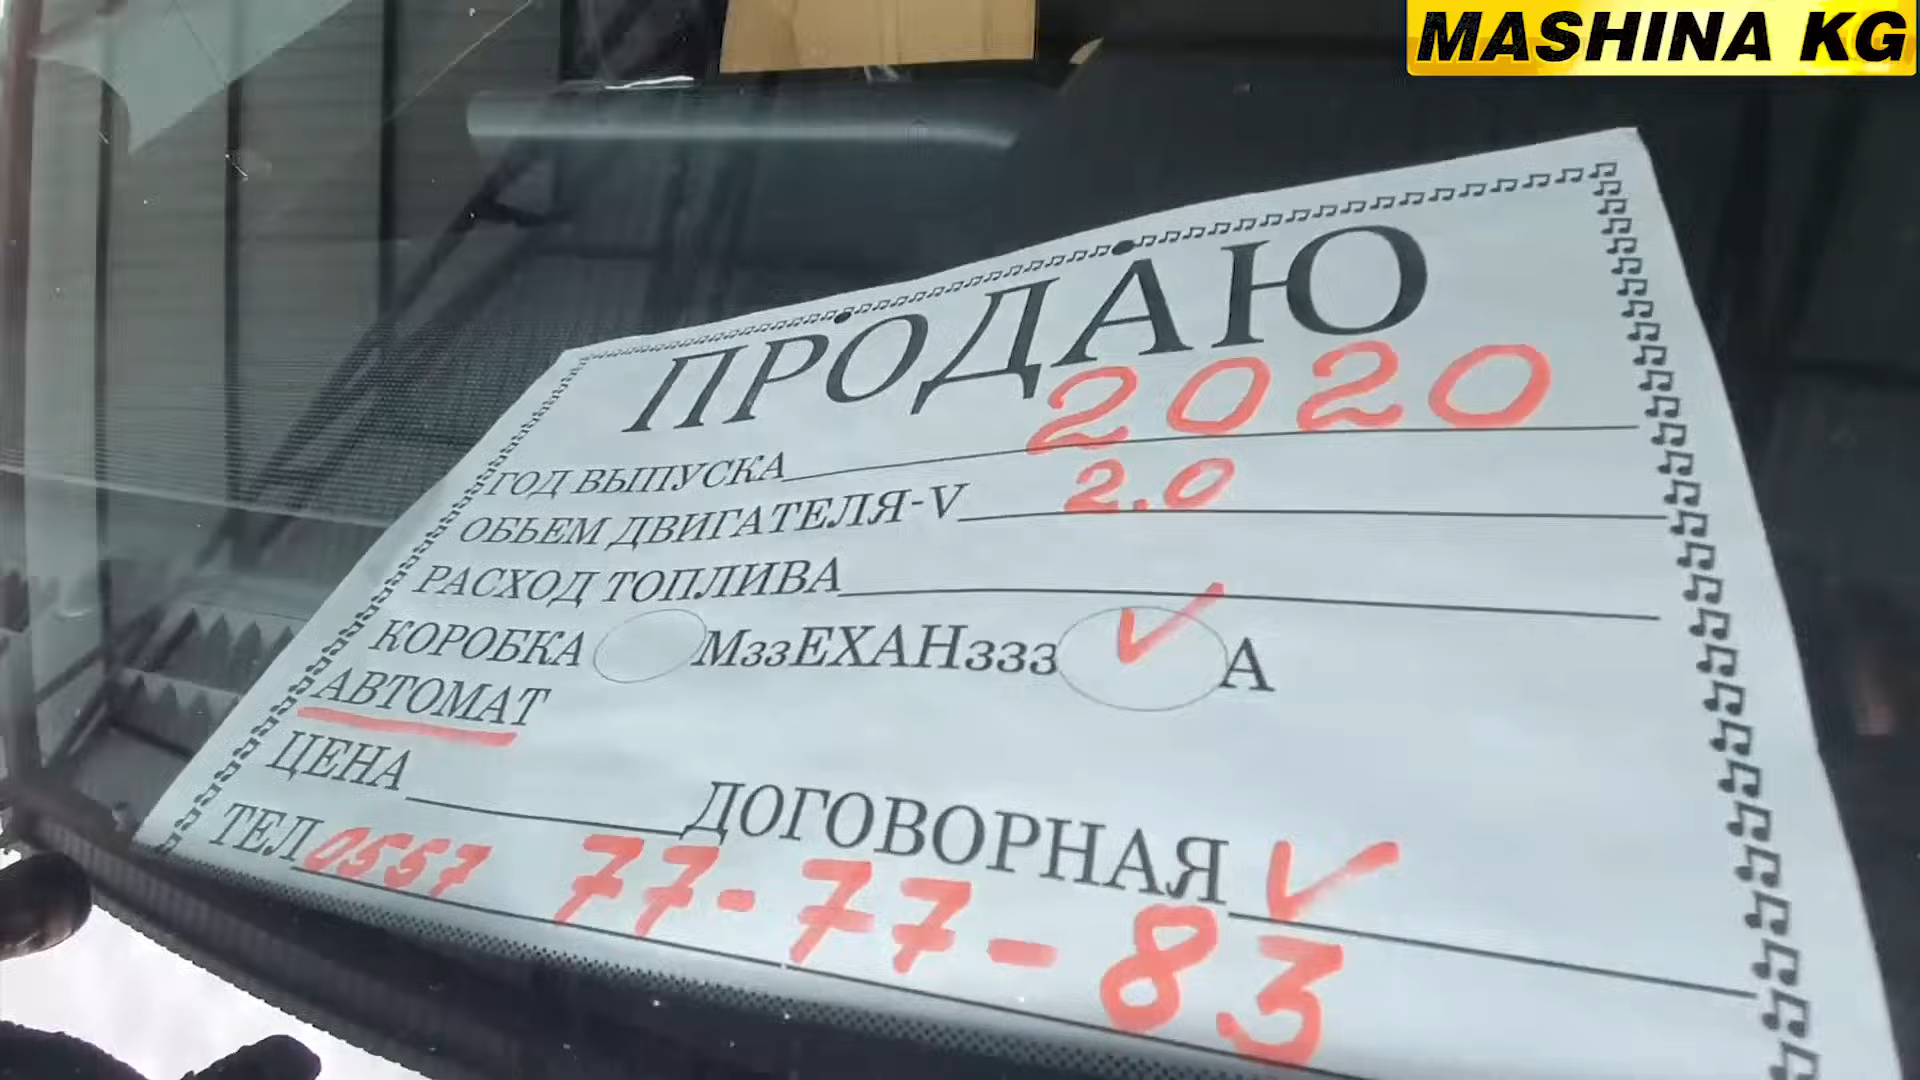 MASHINA KG
ПРОДАЮ
ГОД ВЫПУСКА 2020
ОБЬЕМ ДВИГАТЕЛЯ-V 2.0
РАСХОД ТОПЛИВА
КОРОБКА МззЕХАНззз ✓ А
АВТОМАТ
ЦЕНА ДОГОВОРНАЯ ✓
ТЕЛ 0557 77-77-83